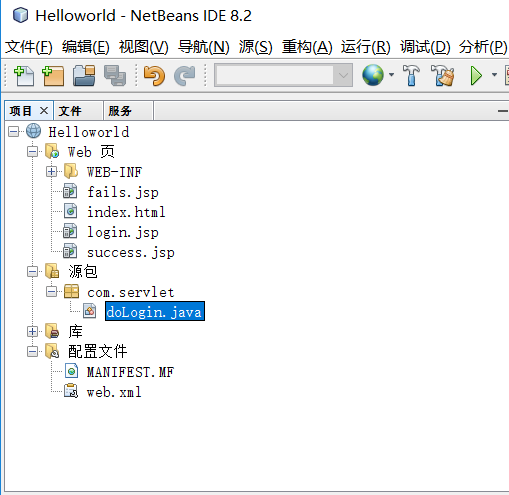 Helloworld - NetBeans IDE 8.2
文件(F) 编辑(E) 视图(V) 导航(N) 源(S) 重构(A) 运行(R) 调试(D) 分析(P)
项目 × 文件 服务
Helloworld
Web 页
WEB-INF
fails.jsp
index.html
login.jsp
success.jsp
源包
com.servlet
doLogin.java
库
配置文件
MANIFEST.MF
web.xml